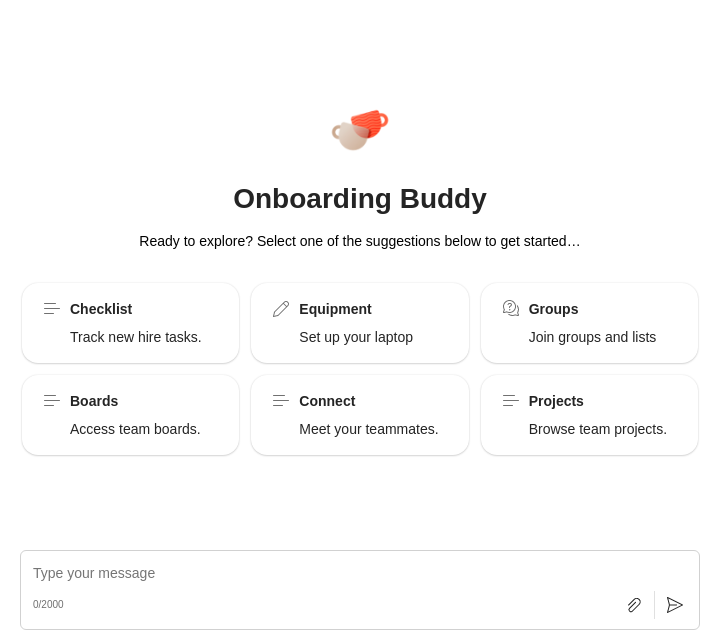 Onboarding Buddy
Ready to explore? Select one of the suggestions below to get started…
Checklist
Track new hire tasks.
Equipment
Set up your laptop
Groups
Join groups and lists
Boards
Access team boards.
Connect
Meet your teammates.
Projects
Browse team projects.
Type your message
0/2000